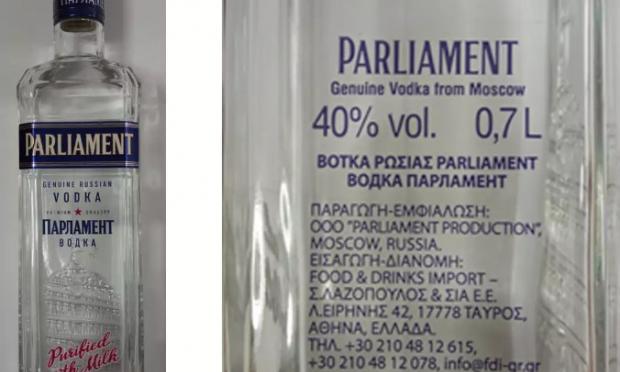 PARLIAMENT
GENUINE RUSSIAN
VODKA
ПАРЛАМЕНТ
ВОДКА
Purified
with Milk
PARLIAMENT
Genuine Vodka from Moscow
40% vol. 0,7 L
ΒΟΤΚΑ ΡΩΣΙΑΣ PARLIAMENT
ВОДКА ПАРЛАМЕНТ
ΠΑΡΑΓΩΓΗ-ΕΜΦΙΑΛΩΣΗ:
OOO "PARLIAMENT PRODUCTION",
MOSCOW, RUSSIA.
ΕΙΣΑΓΩΓΗ-ΔΙΑΝΟΜΗ:
FOOD & DRINKS IMPORT –
Σ.ΛΑΖΟΠΟΥΛΟΣ & ΣΙΑ Ε.Ε.
Λ.ΕΙΡΗΝΗΣ 42, 17778 ΤΑΥΡΟΣ,
ΑΘΗΝΑ, ΕΛΛΑΔΑ.
ΤΗΛ. +30 210 48 12 615,
+30 210 48 12 078, info@fdi-gr.gr